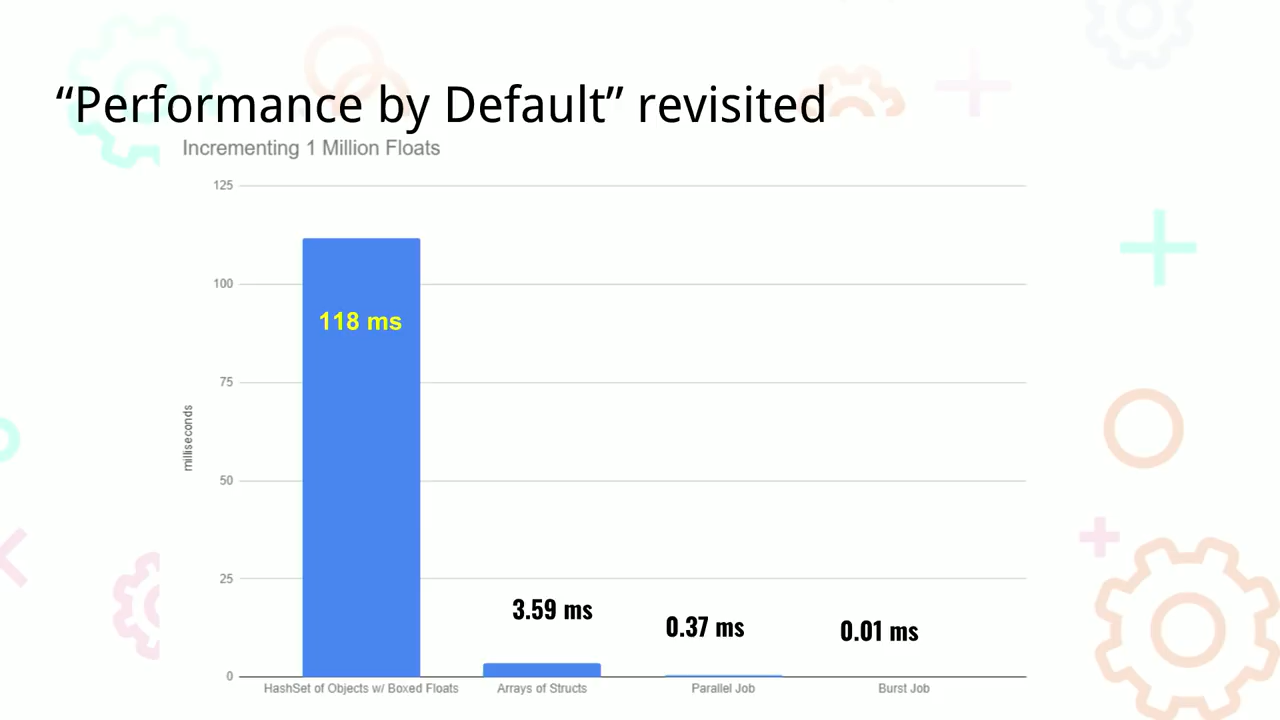 “Performance by Default” revisited
Incrementing 1 Million Floats
125
100
75
50
25
0
milliseconds
118 ms
3.59 ms
0.37 ms
0.01 ms
HashSet of Objects w/ Boxed Floats
Arrays of Structs
Parallel Job
Burst Job